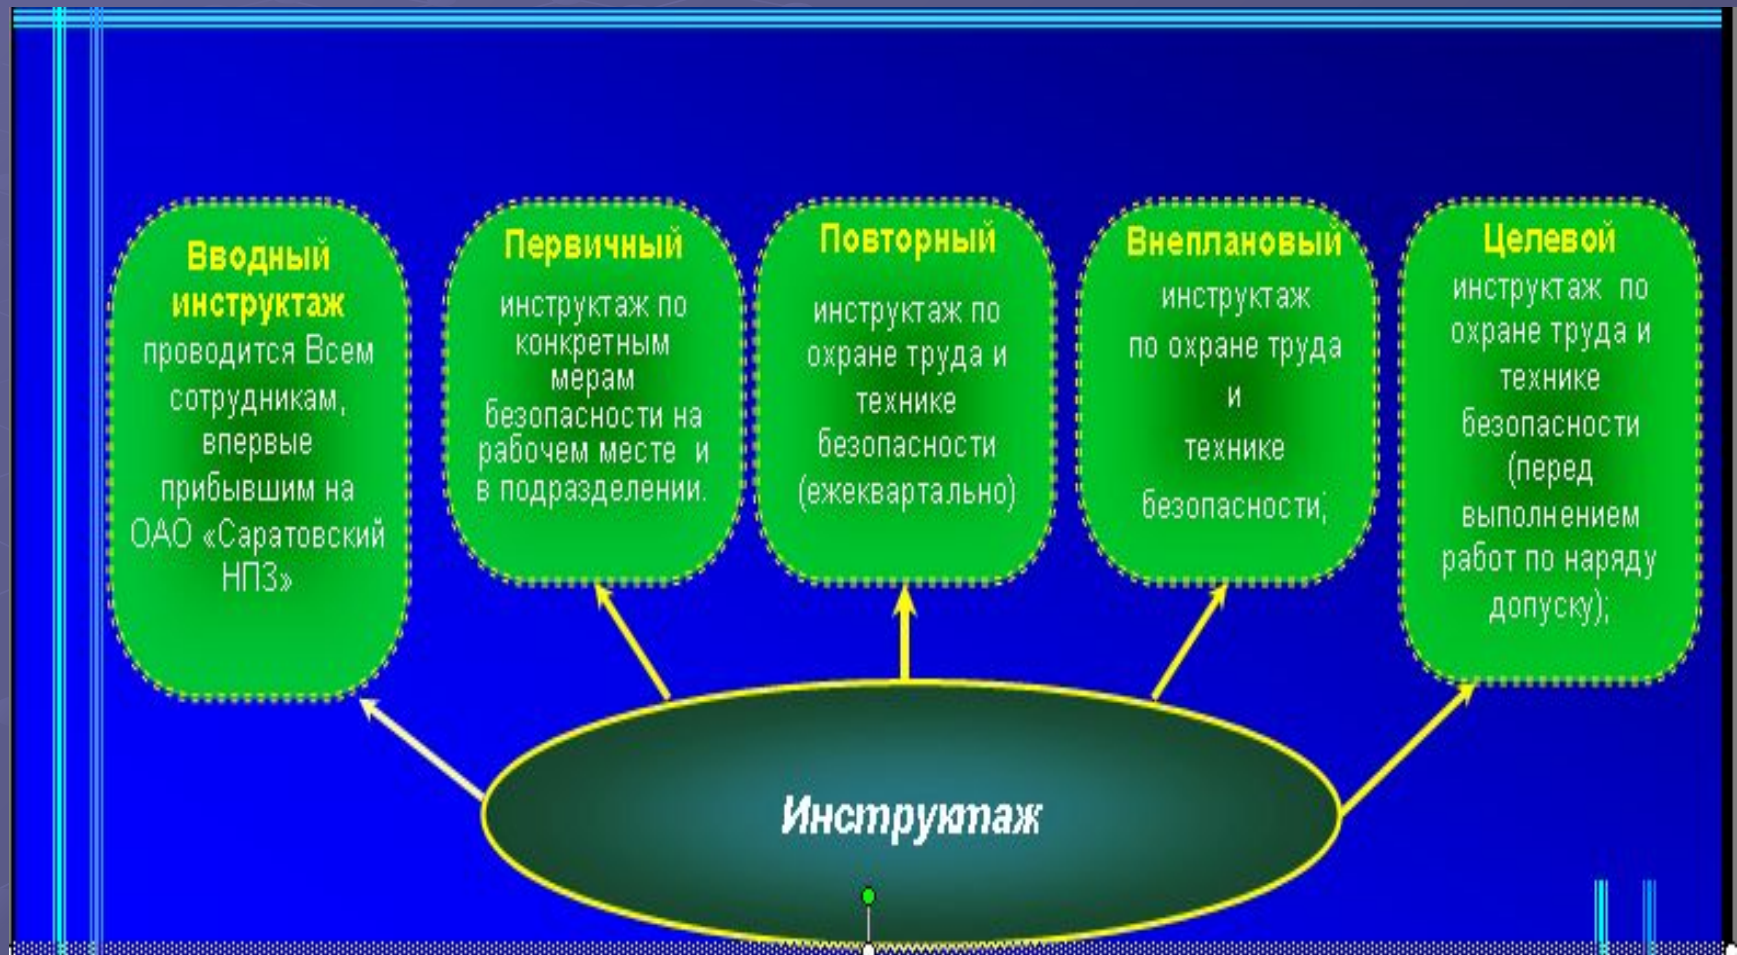 Вводный
инструктаж
проводится Всем
сотрудникам,
впервые
прибывшим на
ОАО «Саратовский
НПЗ»
Первичный
инструктаж по
конкретным
мерам
безопасности на
рабочем месте и
в подразделении.
Повторный
инструктаж по
охране труда и
технике
безопасности
(ежеквартально)
Внеплановый
инструктаж
по охране труда
и
технике
безопасности;
Целевой
инструктаж по
охране труда и
технике
безопасности
(перед
выполнением
работ по наряду
допуску);
Инструктаж